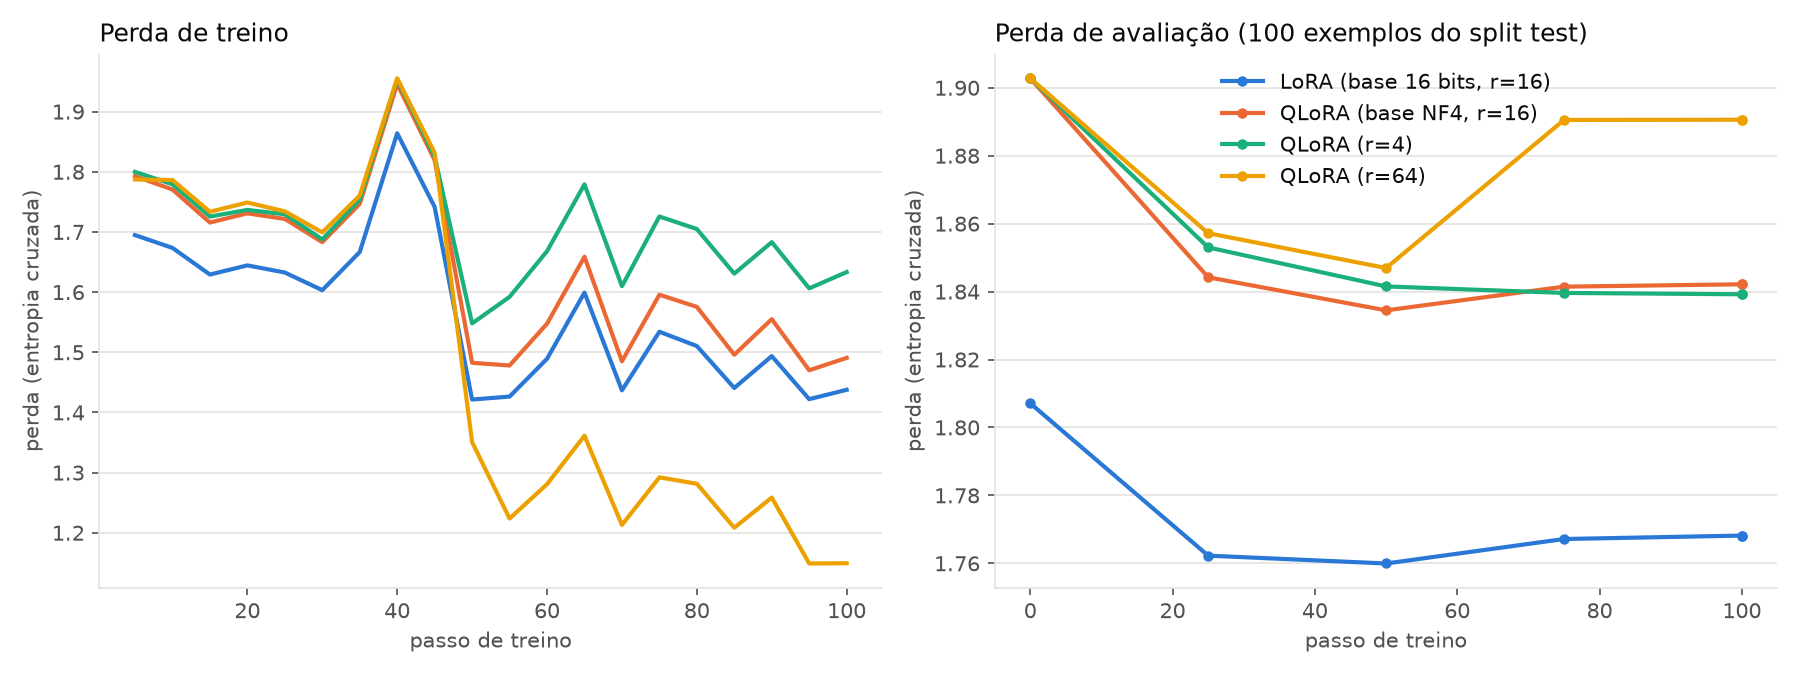 Perda de treino
perda (entropia cruzada)
1.9
1.8
1.7
1.6
1.5
1.4
1.3
1.2
20 40 60 80 100
passo de treino
Perda de avaliação (100 exemplos do split test)
perda (entropia cruzada)
1.90
1.88
1.86
1.84
1.82
1.80
1.78
1.76
LoRA (base 16 bits, r=16)
QLoRA (base NF4, r=16)
QLoRA (r=4)
QLoRA (r=64)
0 20 40 60 80 100
passo de treino